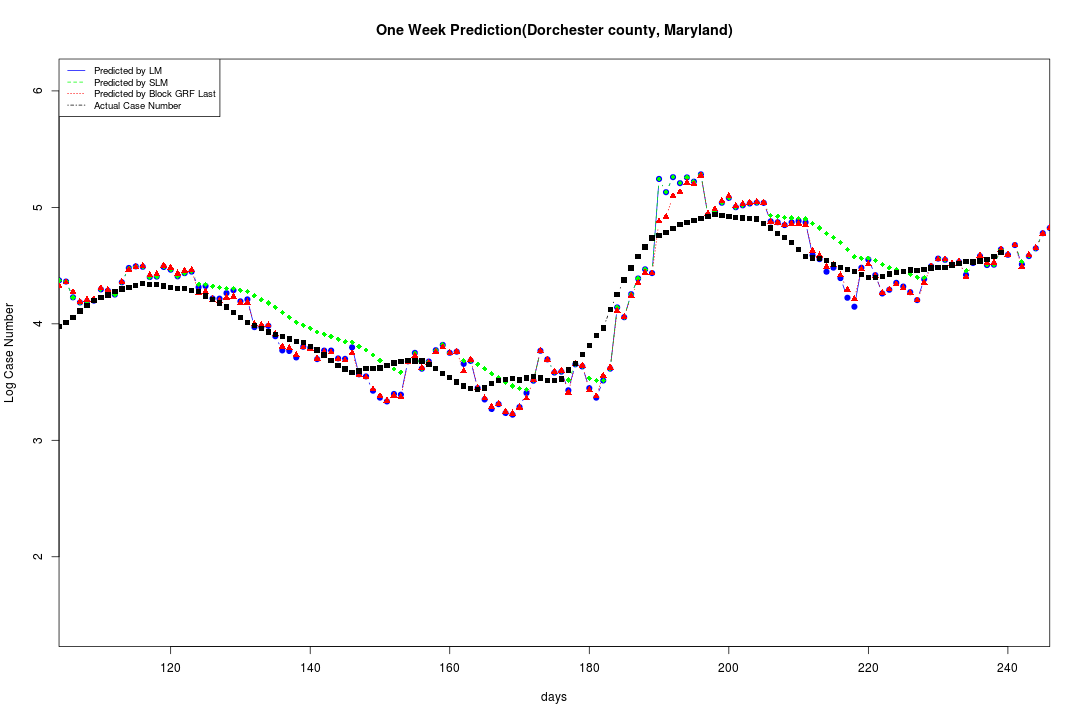 One Week Prediction(Dorchester county, Maryland)
Predicted by LM
Predicted by SLM
Predicted by Block GRF Last
Actual Case Number
Log Case Number
6
5
4
3
2
120 140 160 180 200 220 240
days